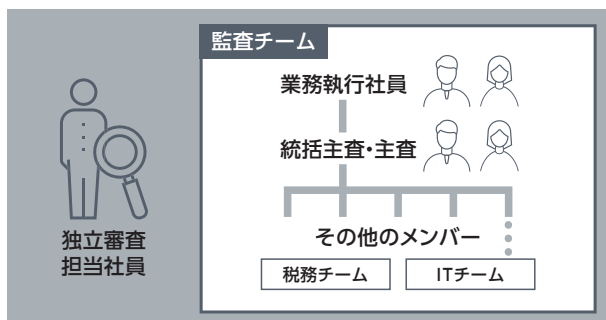 監査チーム
業務執行社員
統括主査・主査
その他のメンバー
税務チーム
ITチーム
独立審査
担当社員